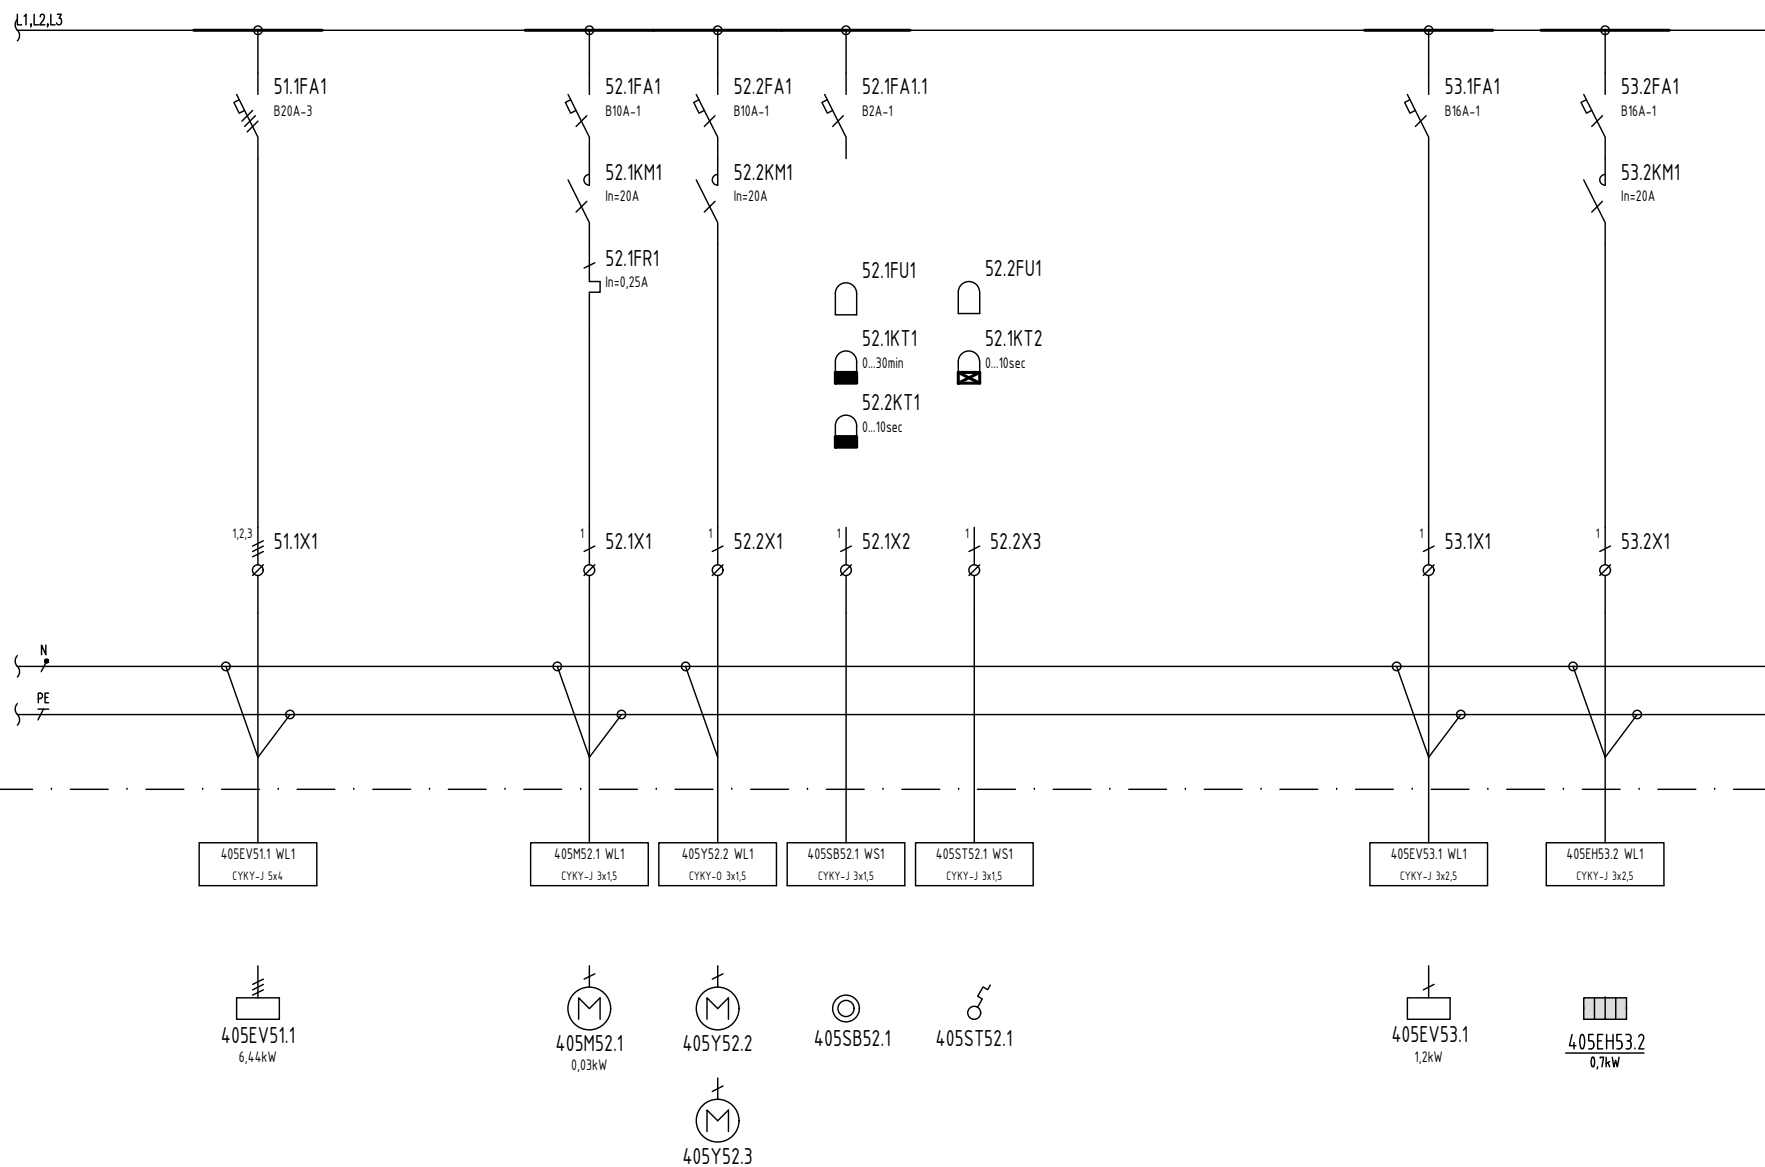 L1,L2,L3
51.1FA1
B20A-3
52.1FA1
B10A-1
52.2FA1
B10A-1
52.1FA1.1
B2A-1
53.1FA1
B16A-1
53.2FA1
B16A-1
52.1KM1
In=20A
52.2KM1
In=20A
53.2KM1
In=20A
52.1FR1
In=0,25A
52.1FU1
52.2FU1
52.1KT1
0...30min
52.1KT2
0...10sec
52.2KT1
0...10sec
1,2,3
51.1X1
1
52.1X1
1
52.2X1
1
52.1X2
1
52.2X3
1
53.1X1
1
53.2X1
N
PE
405EV51.1 WL1
CYKY-J 5x4
405M52.1 WL1
CYKY-J 3x1,5
405Y52.2 WL1
CYKY-O 3x1,5
405SB52.1 WS1
CYKY-J 3x1,5
405ST52.1 WS1
CYKY-J 3x1,5
405EV53.1 WL1
CYKY-J 3x2,5
405EH53.2 WL1
CYKY-J 3x2,5
405EV51.1
6,44kW
M
405M52.1
0,03kW
M
405Y52.2
405SB52.1
405ST52.1
405EV53.1
1,2kW
405EH53.2
0,7kW
M
405Y52.3